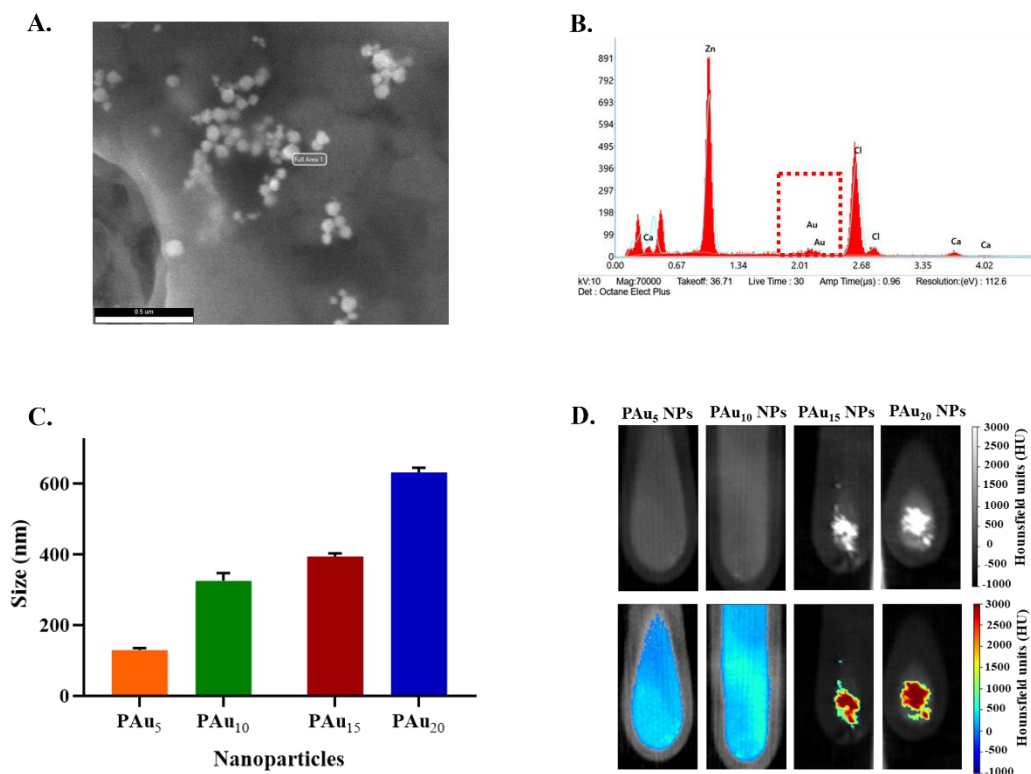 A.
Full Area 1
0.5 um
B.
891
792
693
594
495
396
297
198
99
0
Zn
Cl
Au
Au
Ca
Cl
Ca
Ca
0.00 0.67 1.34 2.01 2.68 3.35 4.02
kV:10 Mag:70000 Takeoff: 36.71 Live Time : 30 Amp Time(µs) : 0.96 Resolution:(eV) : 112.6
Det : Octane Elect Plus
C.
Size (nm)
600
400
200
0
PAu₅ PAu₁₀ PAu₁₅ PAu₂₀
Nanoparticles
D.
PAu₅ NPs PAu₁₀ NPs PAu₁₅ NPs PAu₂₀ NPs
3000
2500
2000
1500
1000
500
0
-500
-1000
Hounsfield units (HU)
3000
2500
2000
1500
1000
500
0
-500
-1000
Hounsfield units (HU)